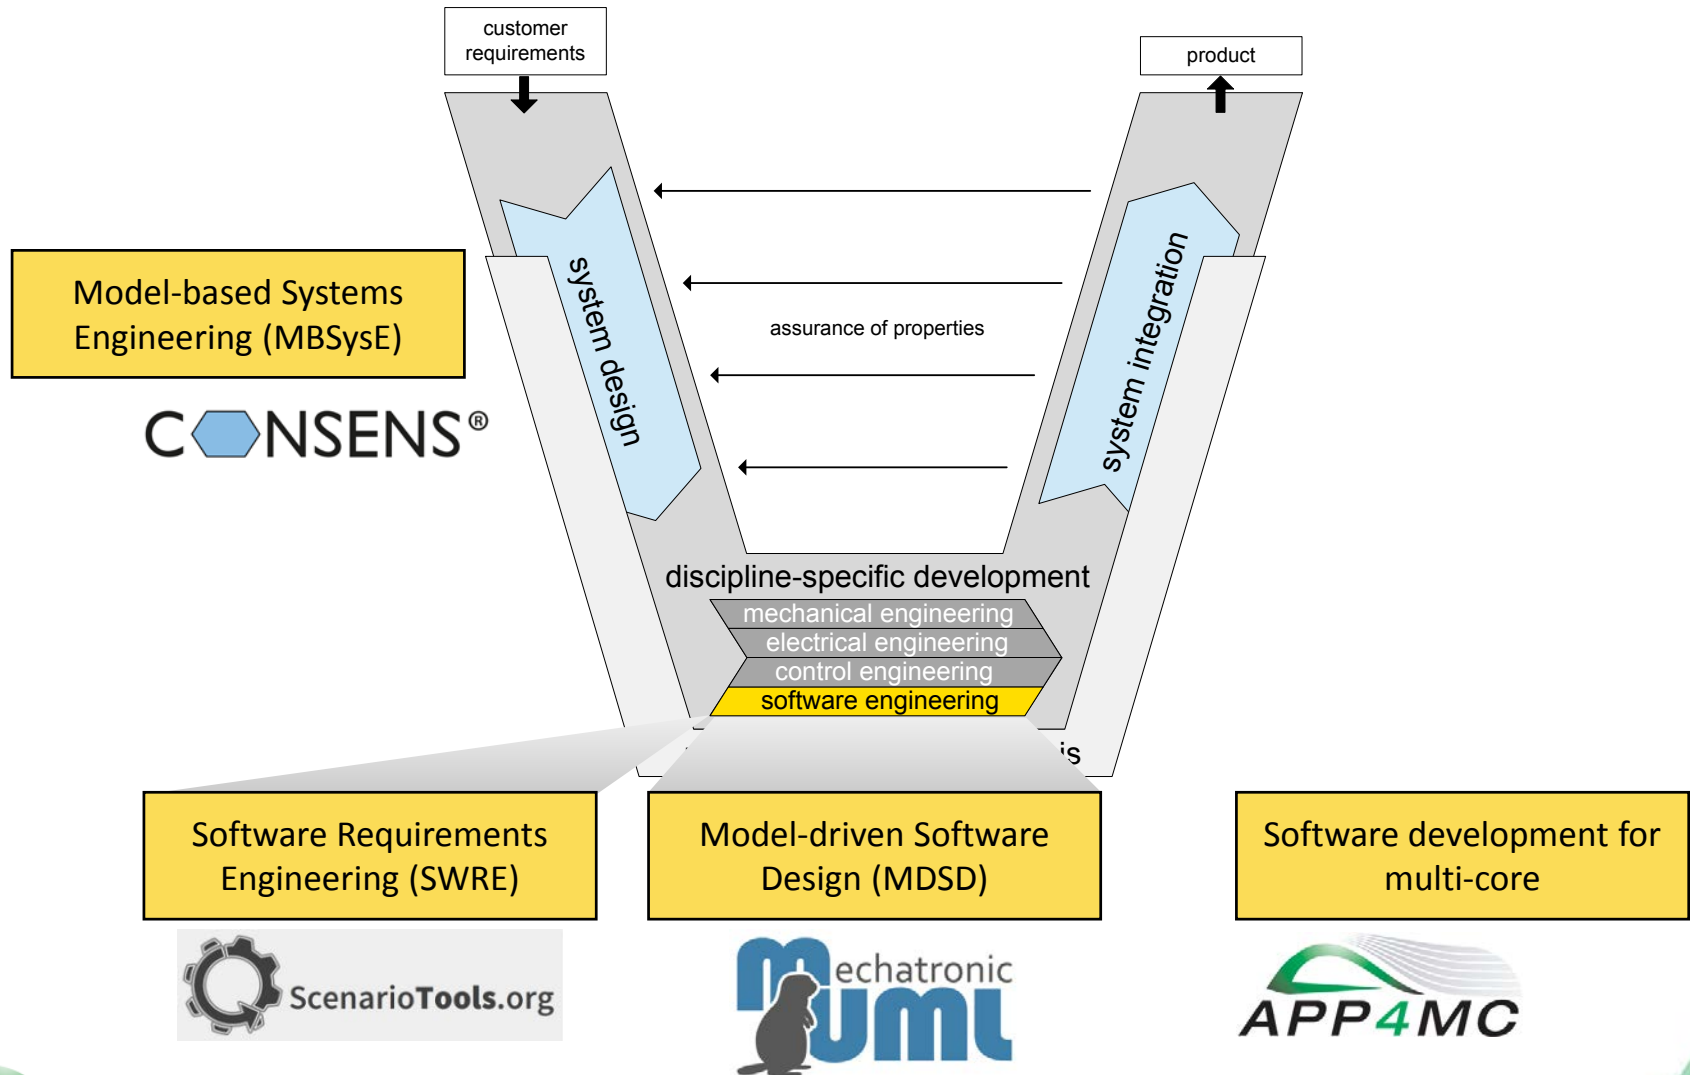 customer
requirements
product
system design
system integration
assurance of properties
Model-based Systems
Engineering (MBSysE)
CONSENS®
discipline-specific development
mechanical engineering
electrical engineering
control engineering
software engineering
is
Software Requirements
Engineering (SWRE)
Model-driven Software
Design (MDSD)
Software development for
multi-core
ScenarioTools.org
Mechatronic
UML
APP4MC